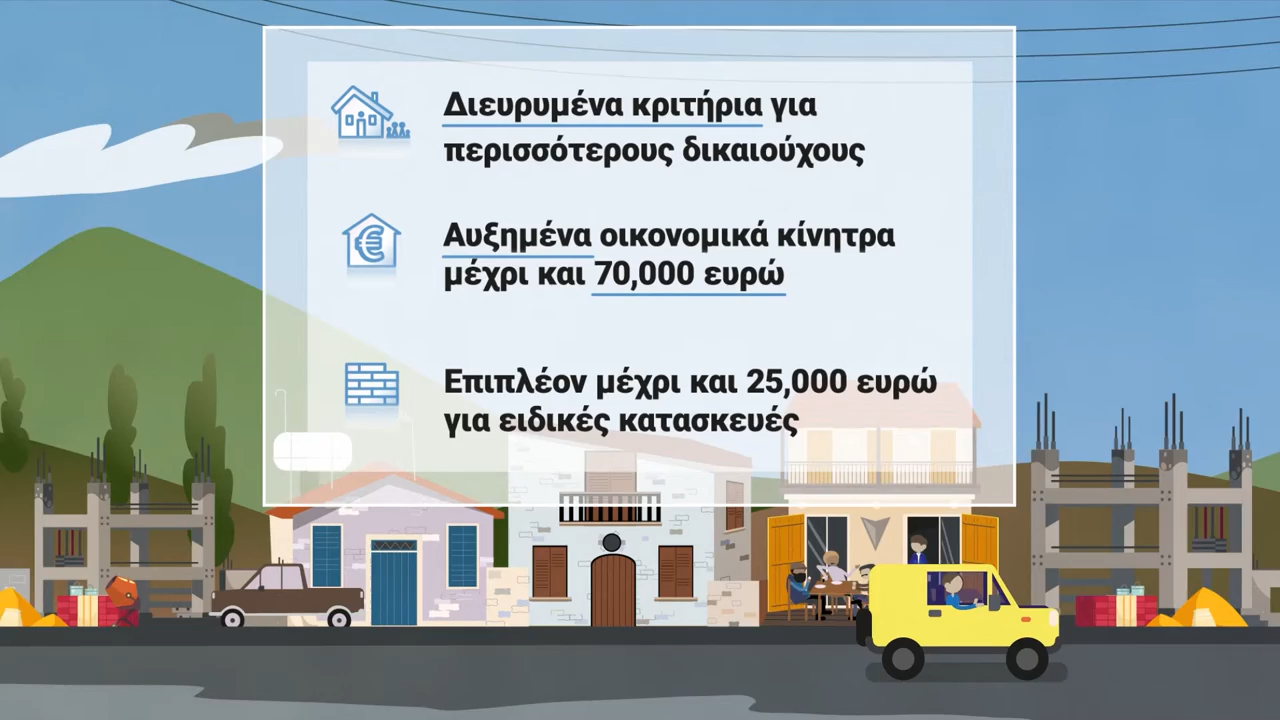 Διευρυμένα κριτήρια για
περισσότερους δικαιούχους
Αυξημένα οικονομικά κίνητρα
μέχρι και 70,000 ευρώ
Επιπλέον μέχρι και 25,000 ευρώ
για ειδικές κατασκευές